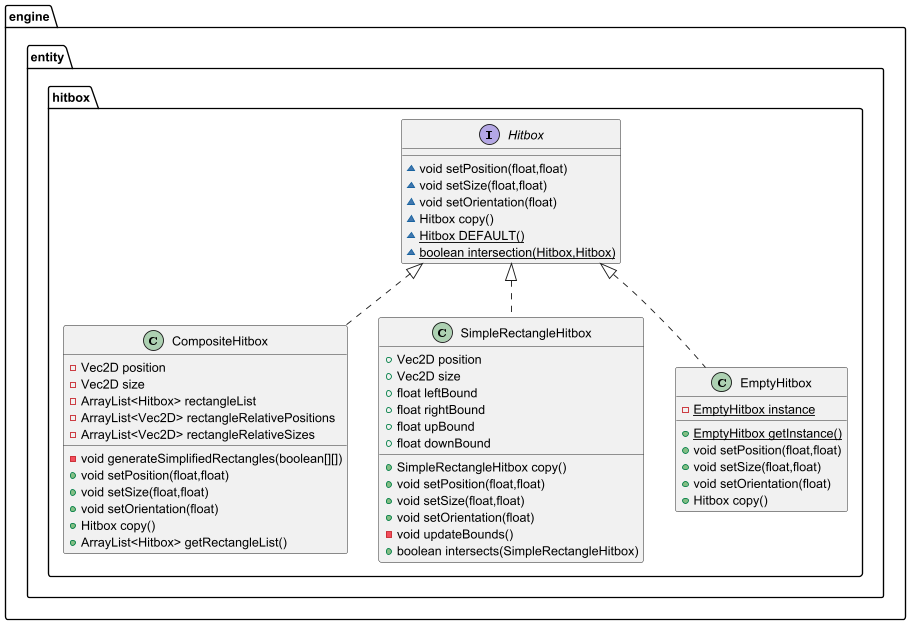 engine
entity
hitbox
I Hitbox
void setPosition(float,float)
void setSize(float,float)
void setOrientation(float)
Hitbox copy()
Hitbox DEFAULT()
boolean intersection(Hitbox,Hitbox)
C CompositeHitbox
Vec2D position
Vec2D size
ArrayList<Hitbox> rectangleList
ArrayList<Vec2D> rectangleRelativePositions
ArrayList<Vec2D> rectangleRelativeSizes
void generateSimplifiedRectangles(boolean[][])
void setPosition(float,float)
void setSize(float,float)
void setOrientation(float)
Hitbox copy()
ArrayList<Hitbox> getRectangleList()
C SimpleRectangleHitbox
Vec2D position
Vec2D size
float leftBound
float rightBound
float upBound
float downBound
SimpleRectangleHitbox copy()
void setPosition(float,float)
void setSize(float,float)
void setOrientation(float)
void updateBounds()
boolean intersects(SimpleRectangleHitbox)
C EmptyHitbox
EmptyHitbox instance
EmptyHitbox getInstance()
void setPosition(float,float)
void setSize(float,float)
void setOrientation(float)
Hitbox copy()